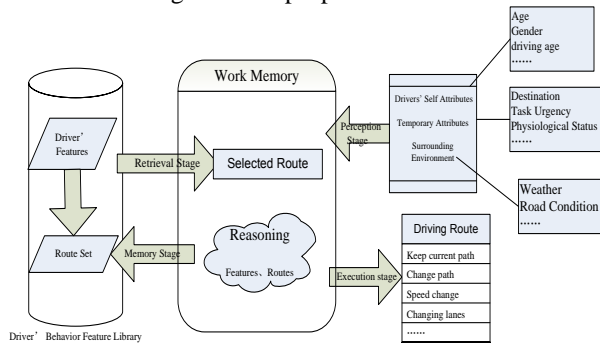 Work Memory
Driver'
Features
Route Set
Driver' Behavior Feature Library
Retrieval Stage
Memory Stage
Selected Route
Reasoning
Features、Routes
Perception
Stage
Execution stage
Drivers' Self Attributes
Temporary Attributes
Surrounding
Environment
Age
Gender
driving age
......
Destination
Task Urgency
Physiological Status
......
Weather
Road Condition
......
Driving Route
Keep current path
Change path
Speed change
Changing lanes
......